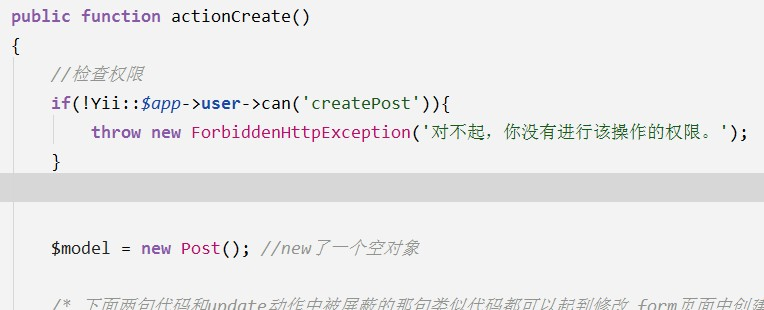 public function actionCreate()
{
//检查权限
if(!Yii::$app->user->can('createPost')){
throw new ForbiddenHttpException('对不起，你没有进行该操作的权限。');
}
$model = new Post(); //new了一个空对象
/* 下面两句代码和update动作中被屏蔽的那句类似代码都可以起到修改_form页面中创建